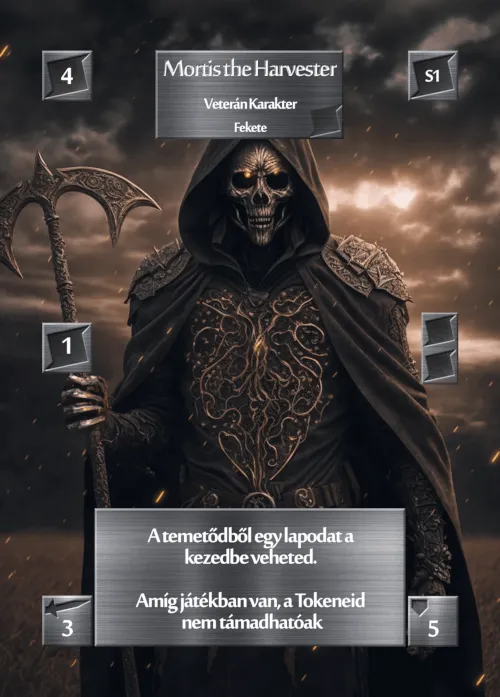 4
Mortis the Harvester
S1
Veterán Karakter
Fekete
1
A temetődből egy lapodat a
kezedbe veheted.
Amíg játékban van, a Tokeneid
nem támadhatóak
3
5